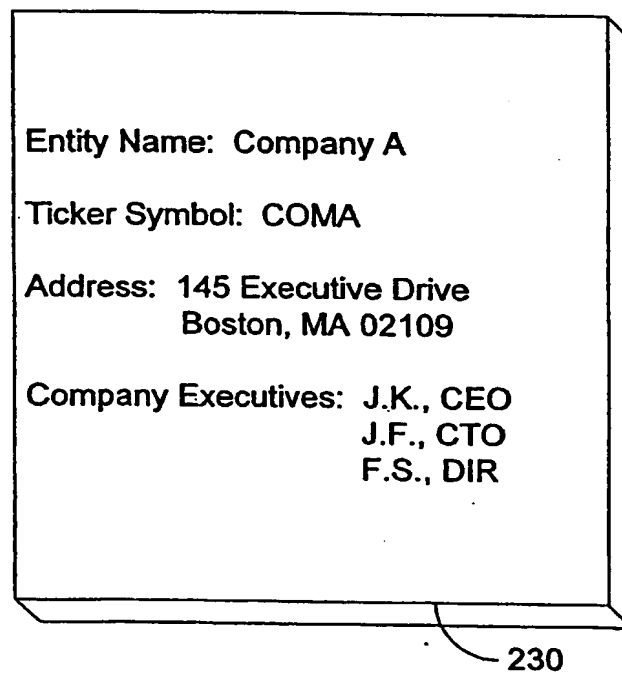 Entity Name: Company A
Ticker Symbol: COMA
Address: 145 Executive Drive
Boston, MA 02109
Company Executives: J.K., CEO
J.F., CTO
F.S., DIR
230